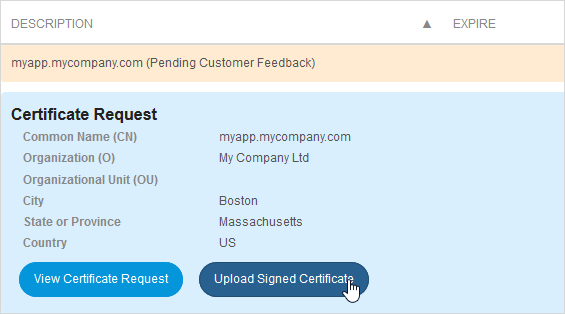 DESCRIPTION ▲ EXPIRE
myapp.mycompany.com (Pending Customer Feedback)
Certificate Request
Common Name (CN) myapp.mycompany.com
Organization (O) My Company Ltd
Organizational Unit (OU)
City Boston
State or Province Massachusetts
Country US
View Certificate Request Upload Signed Certificate